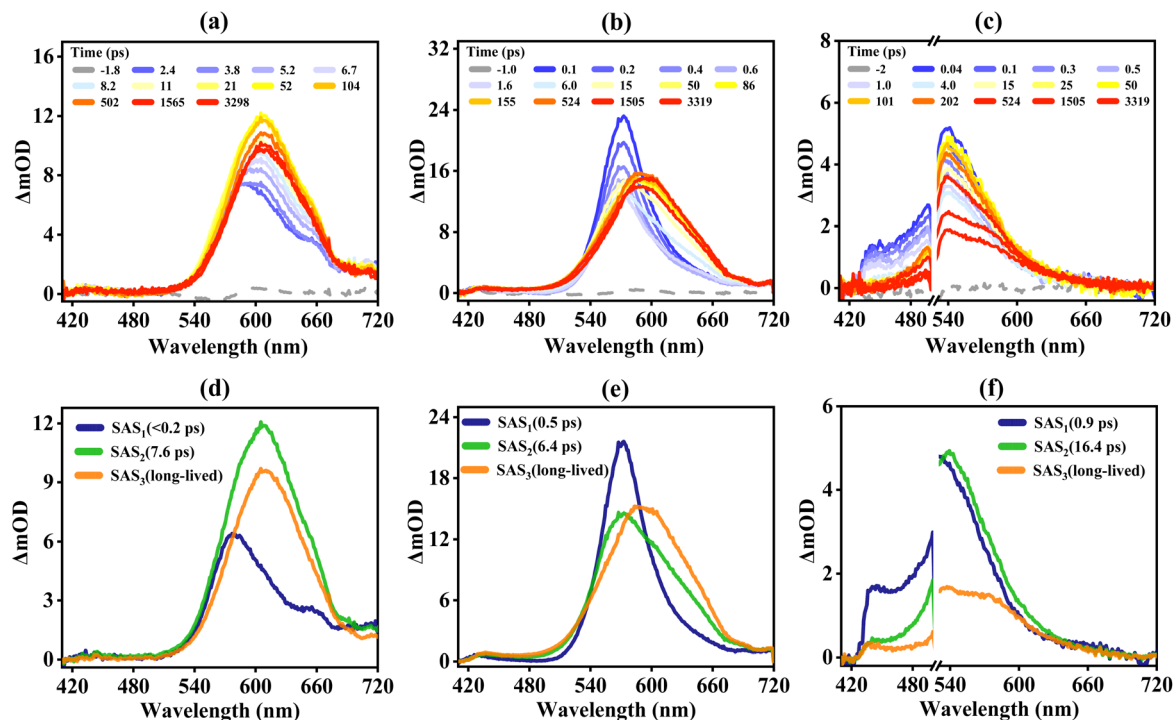 (a)
ΔmOD
16
12
8
4
0
Time (ps)
-1.8 2.4 3.8 5.2 6.7
8.2 11 21 52 104
502 1565 3298
420 480 540 600 660 720
Wavelength (nm)
(b)
ΔmOD
32
24
16
8
0
Time (ps)
-1.0 0.1 0.2 0.4 0.6
1.6 6.0 15 50 86
155 524 1505 3319
420 480 540 600 660 720
Wavelength (nm)
(c)
ΔmOD
8
6
4
2
0
Time (ps)
-2 0.04 0.1 0.3 0.5
1.0 4.0 15 25 50
101 202 524 1505 3319
420 480 540 600 660 720
Wavelength (nm)
(d)
ΔmOD
12
9
6
3
0
SAS1(<0.2 ps)
SAS2(7.6 ps)
SAS3(long-lived)
420 480 540 600 660 720
Wavelength (nm)
(e)
ΔmOD
24
18
12
6
0
SAS1(0.5 ps)
SAS2(6.4 ps)
SAS3(long-lived)
420 480 540 600 660 720
Wavelength (nm)
(f)
ΔmOD
6
4
2
0
SAS1(0.9 ps)
SAS2(16.4 ps)
SAS3(long-lived)
420 480 540 600 660 720
Wavelength (nm)